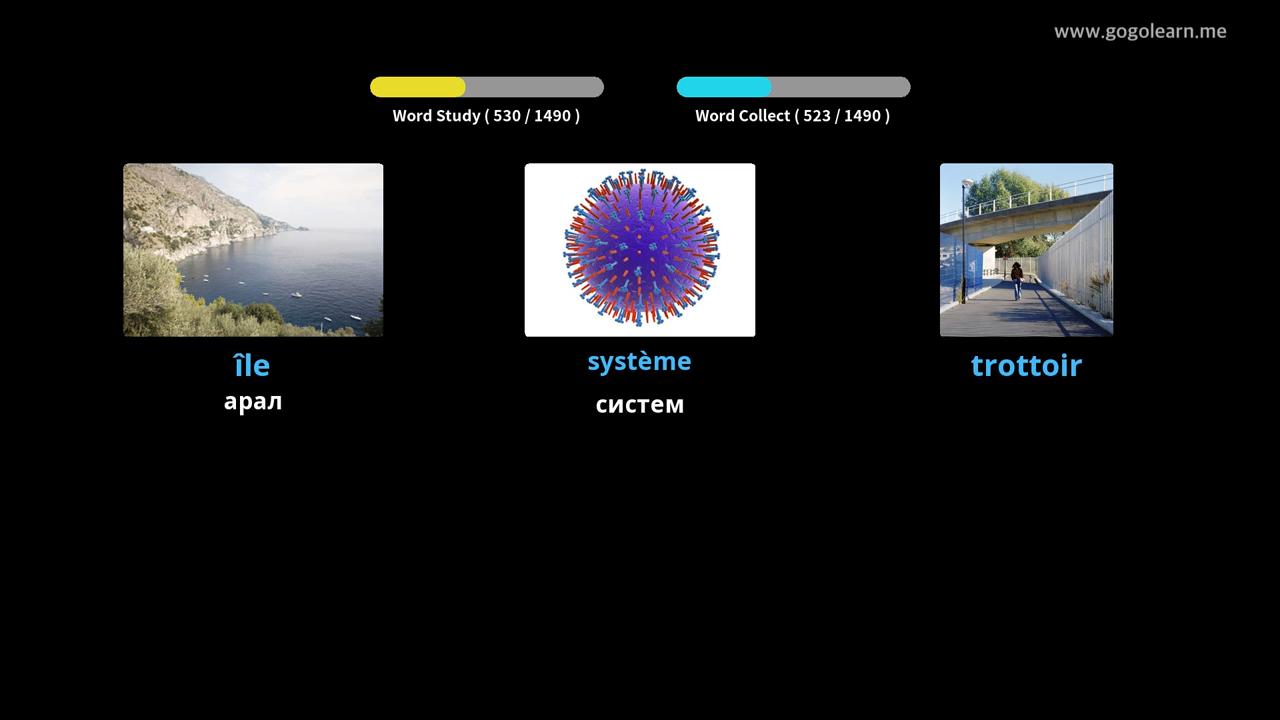 www.gogolearn.me
Word Study ( 530 / 1490 )
Word Collect ( 523 / 1490 )
île
système
trottoir
арал
систем